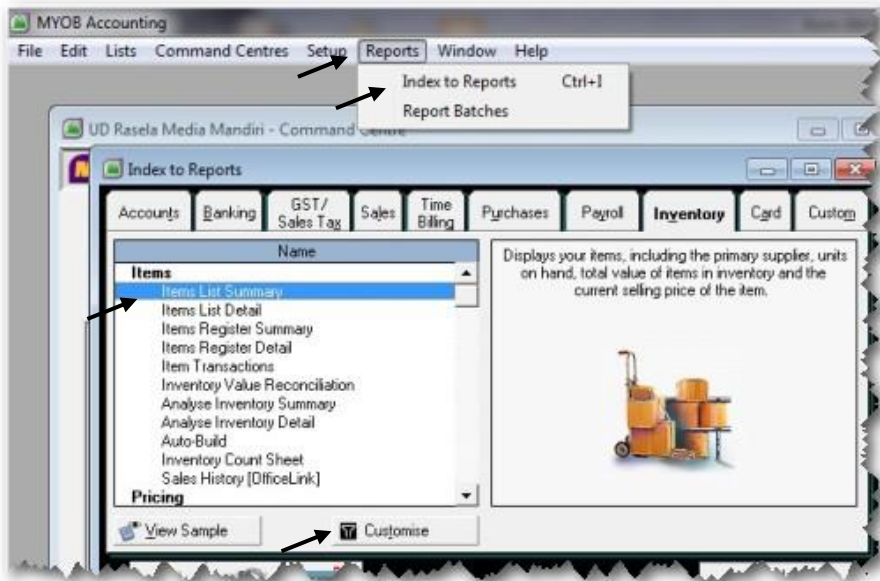 MYOB Accounting
File Edit Lists Command Centres Setup Reports Window Help
Index to Reports Ctrl+I
Report Batches
UD Rasela Media Mandiri - Command Centre
Index to Reports
Accounts Banking GST/ Sales Tax Sales Time Billing Purchases Payroll Inventory Card Custom
Name
Items
Items List Summary
Items List Detail
Items Register Summary
Items Register Detail
Item Transactions
Inventory Value Reconciliation
Analyse Inventory Summary
Analyse Inventory Detail
Auto-Build
Inventory Count Sheet
Sales History [OfficeLink]
Pricing
Displays your items, including the primary supplier, units
on hand, total value of items in inventory and the
current selling price of the item.
View Sample Customise